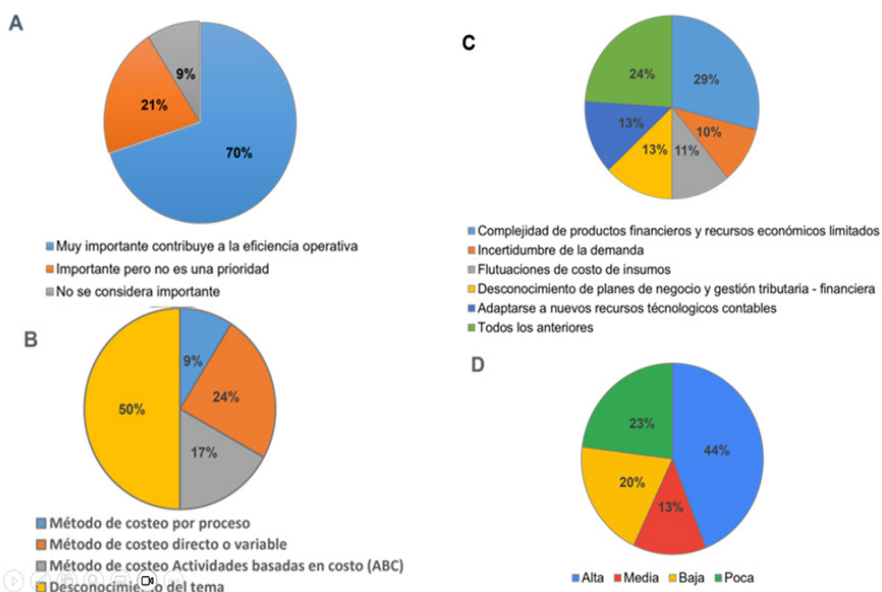 A
9%
21%
70%
Muy importante contribuye a la eficiencia operativa
Importante pero no es una prioridad
No se considera importante
B
9%
50%
24%
17%
Método de costeo por proceso
Método de costeo directo o variable
Método de costeo Actividades basadas en costo (ABC)
Desconocimiento del tema
C
24%
29%
13%
10%
13%
11%
Complejidad de productos financieros y recursos económicos limitados
Incertidumbre de la demanda
Flutuaciones de costo de insumos
Desconocimiento de planes de negocio y gestión tributaria - financiera
Adaptarse a nuevos recursos técnologicos contables
Todos los anteriores
D
23%
44%
20%
13%
Alta Media Baja Poca